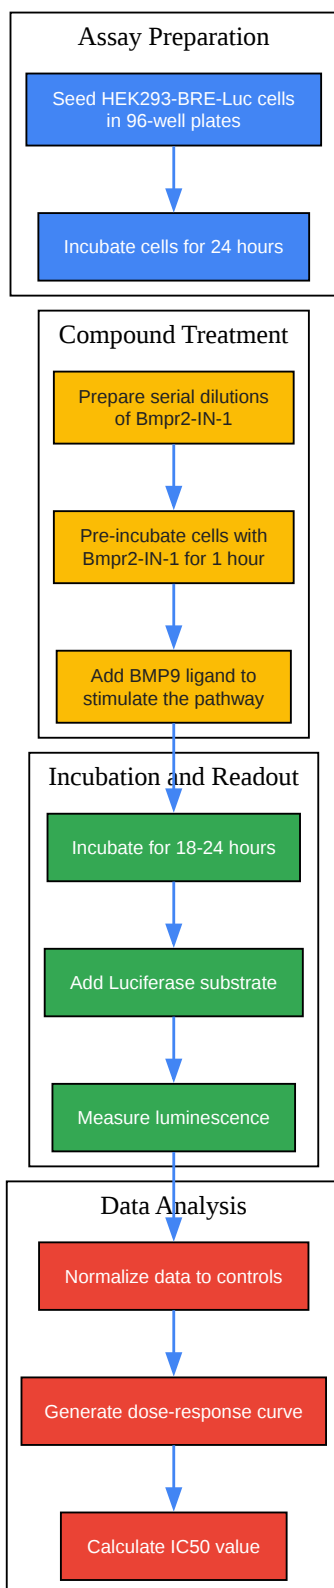 Assay Preparation
Seed HEK293-BRE-Luc cells
in 96-well plates
Incubate cells for 24 hours
Compound Treatment
Prepare serial dilutions
of Bmpr2-IN-1
Pre-incubate cells with
Bmpr2-IN-1 for 1 hour
Add BMP9 ligand to
stimulate the pathway
Incubation and Readout
Incubate for 18-24 hours
Add Luciferase substrate
Measure luminescence
Data Analysis
Normalize data to controls
Generate dose-response curve
Calculate IC50 value